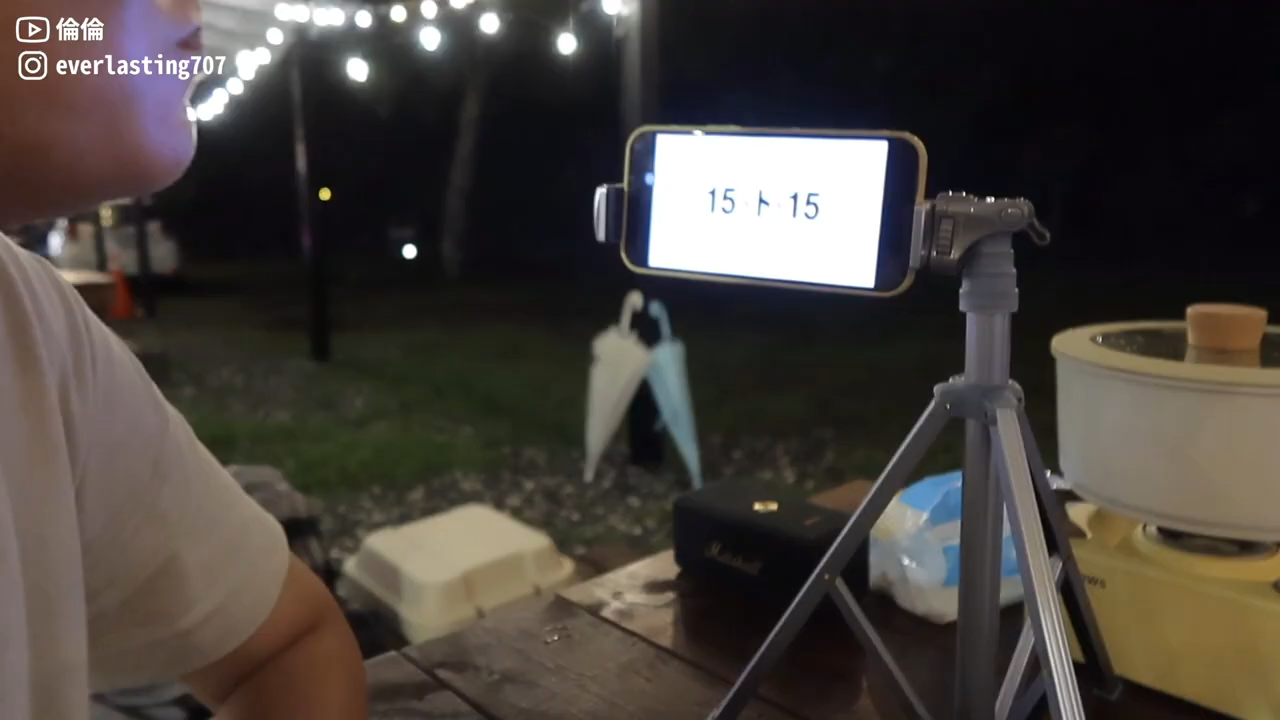 倫倫
everlasting707
15 ト 15
Marshall